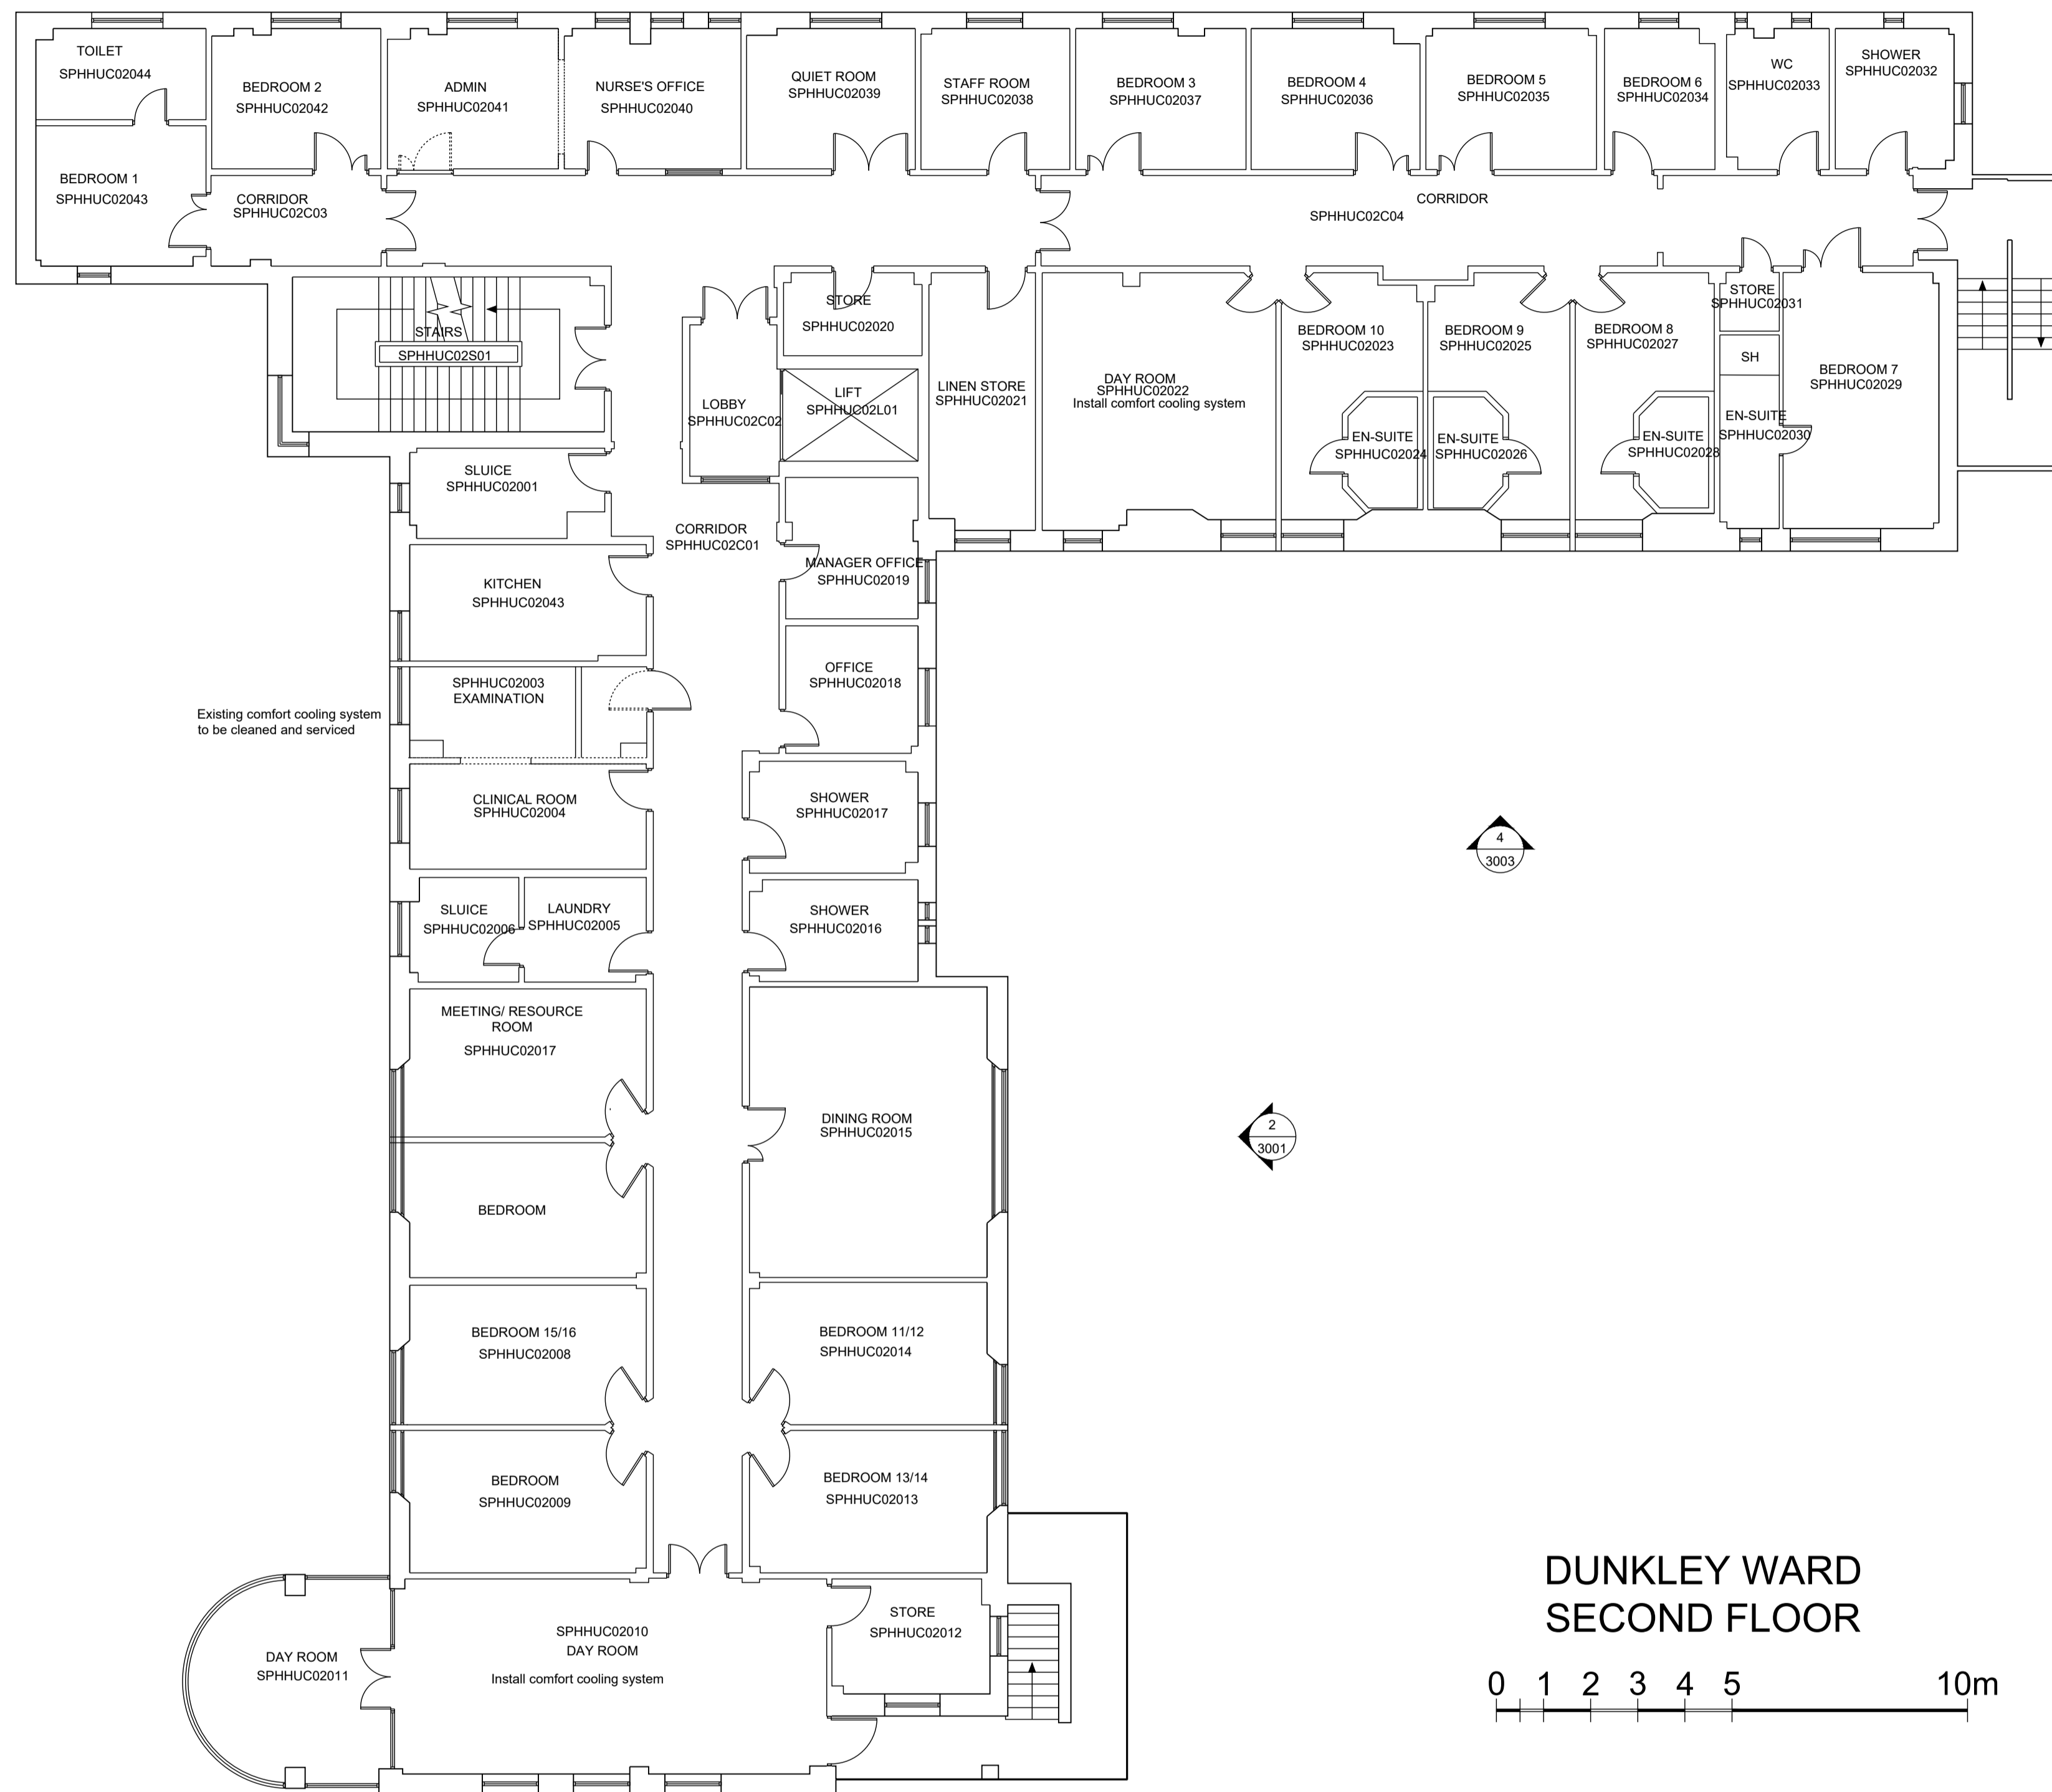 TOILET
SPHHUC02044
BEDROOM 2
SPHHUC02042
ADMIN
SPHHUC02041
NURSE'S OFFICE
SPHHUC02040
QUIET ROOM
SPHHUC02039
STAFF ROOM
SPHHUC02038
BEDROOM 3
SPHHUC02037
BEDROOM 4
SPHHUC02036
BEDROOM 5
SPHHUC02035
BEDROOM 6
SPHHUC02034
WC
SPHHUC02033
SHOWER
SPHHUC02032
BEDROOM 1
SPHHUC02043
CORRIDOR
SPHHUC02C03
CORRIDOR
SPHHUC02C04
STAIRS
SPHHUC02S01
STORE
SPHHUC02020
LOBBY
SPHHUC02C02
LIFT
SPHHUC02L01
LINEN STORE
SPHHUC02021
DAY ROOM
SPHHUC02022
Install comfort cooling system
BEDROOM 10
SPHHUC02023
EN-SUITE
SPHHUC02024
BEDROOM 9
SPHHUC02025
EN-SUITE
SPHHUC02026
BEDROOM 8
SPHHUC02027
EN-SUITE
SPHHUC02028
STORE
SPHHUC02031
SH
EN-SUITE
SPHHUC02030
BEDROOM 7
SPHHUC02029
SLUICE
SPHHUC02001
CORRIDOR
SPHHUC02C01
MANAGER OFFICE
SPHHUC02019
KITCHEN
SPHHUC02043
OFFICE
SPHHUC02018
SPHHUC02003
EXAMINATION
Existing comfort cooling system
to be cleaned and serviced
CLINICAL ROOM
SPHHUC02004
SHOWER
SPHHUC02017
SLUICE
SPHHUC02006
LAUNDRY
SPHHUC02005
SHOWER
SPHHUC02016
4
3003
MEETING/ RESOURCE
ROOM
SPHHUC02017
DINING ROOM
SPHHUC02015
2
3001
BEDROOM
BEDROOM 15/16
SPHHUC02008
BEDROOM 11/12
SPHHUC02014
BEDROOM
SPHHUC02009
BEDROOM 13/14
SPHHUC02013
DAY ROOM
SPHHUC02011
SPHHUC02010
DAY ROOM
Install comfort cooling system
STORE
SPHHUC02012
DUNKLEY WARD
SECOND FLOOR
0 1 2 3 4 5 10m